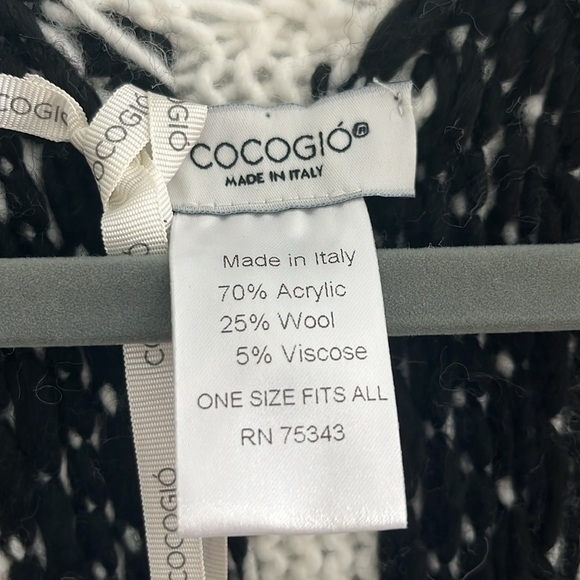 COCOGIÓ
COCOGIÓ
COCOGIÓ®
MADE IN ITALY
Made in Italy
70% Acrylic
25% Wool
5% Viscose
ONE SIZE FITS ALL
RN 75343
COCOGIÓ
COCOGIÓ